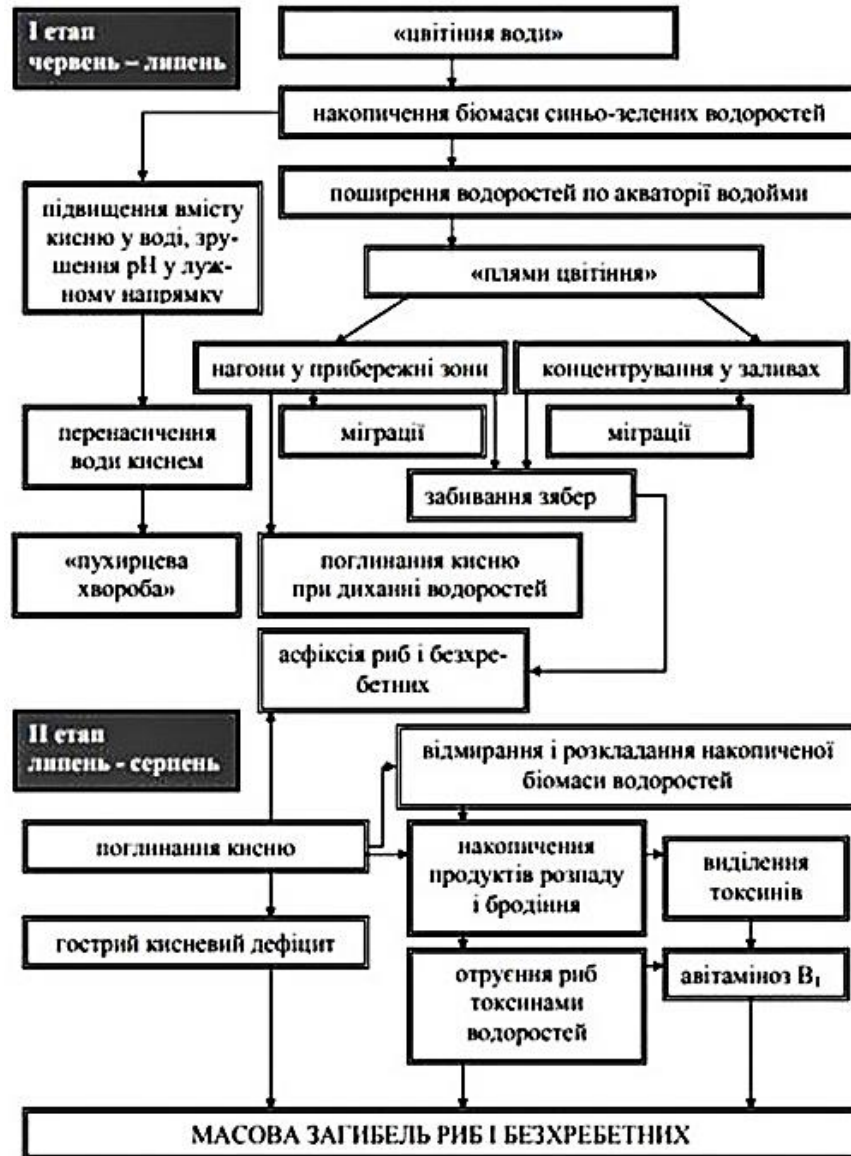 І етап
червень – липень
«цвітіння води»
накопичення біомаси синьо-зелених водоростей
підвищення вмісту
кисню у воді, зру-
шення рН у луж-
ному напрямку
поширення водоростей по акваторії водойми
«плями цвітіння»
нагони у прибережні зони
концентрування у заливах
перенасичення
води киснем
міграції
міграції
забивання зябер
«пухирцева
хвороба»
поглинання кисню
при диханні водоростей
асфіксія риб і безхре-
бетних
ІІ етап
липень - серпень
відмирання і розкладання накопиченої
біомаси водоростей
поглинання кисню
накопичення
продуктів розпаду
і бродіння
виділення
токсинів
гострий кисневий дефіцит
отруєння риб
токсинами
водоростей
авітаміноз В₁
МАСОВА ЗАГИБЕЛЬ РИБ І БЕЗХРЕБЕТНИХ